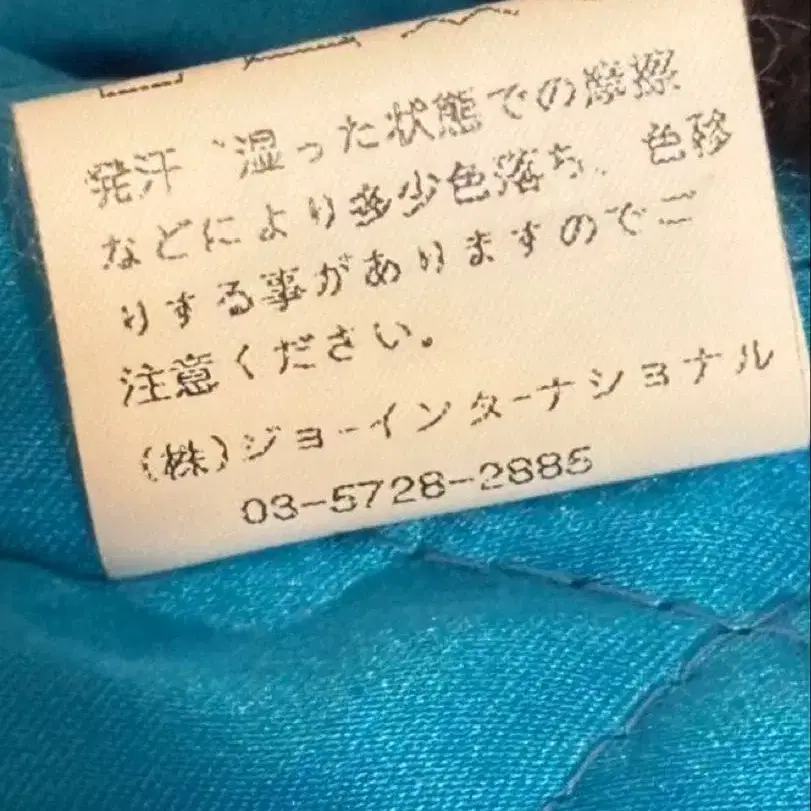 発汗、湿った状態での摩擦
などにより多少色落ち、色移
りする事がありますのでご
注意ください。
(株)ジョーインターナショナル
03-5728-2885